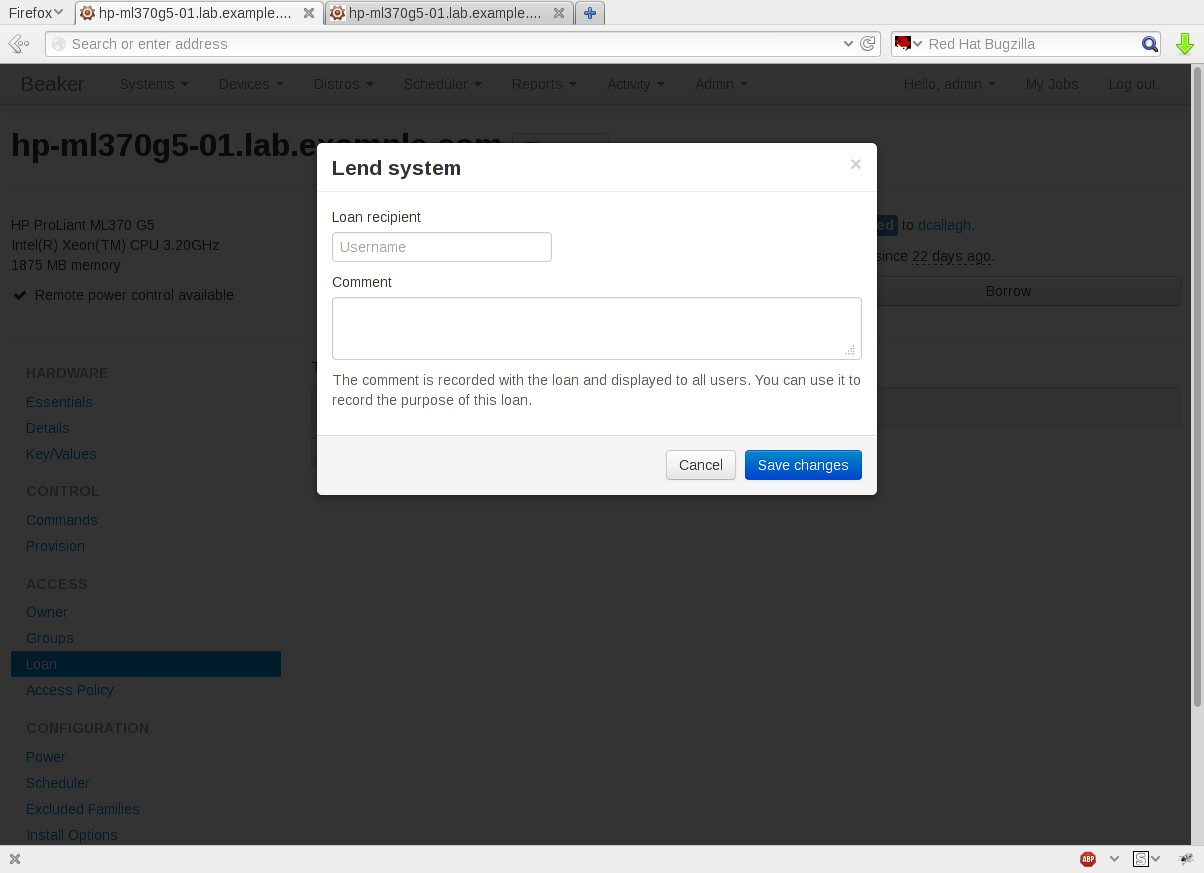 Firefox
hp-ml370g5-01.lab.example....
hp-ml370g5-01.lab.example....
Search or enter address
Red Hat Bugzilla
Beaker Systems Devices Distros Scheduler Reports Activity Admin Hello, admin My Jobs Log out
hp-ml370g5-01.lab.example.com
Lend system
×
Loan recipient
Username
Comment
The comment is recorded with the loan and displayed to all users. You can use it to
record the purpose of this loan.
Cancel
Save changes
HP ProLiant ML370 G5
Intel(R) Xeon(TM) CPU 3.20GHz
1875 MB memory
Remote power control available
ed to dcallagh.
since 22 days ago.
Borrow
HARDWARE
Essentials
Details
Key/Values
CONTROL
Commands
Provision
ACCESS
Owner
Groups
Loan
Access Policy
CONFIGURATION
Power
Scheduler
Excluded Families
Install Options
ABP
S